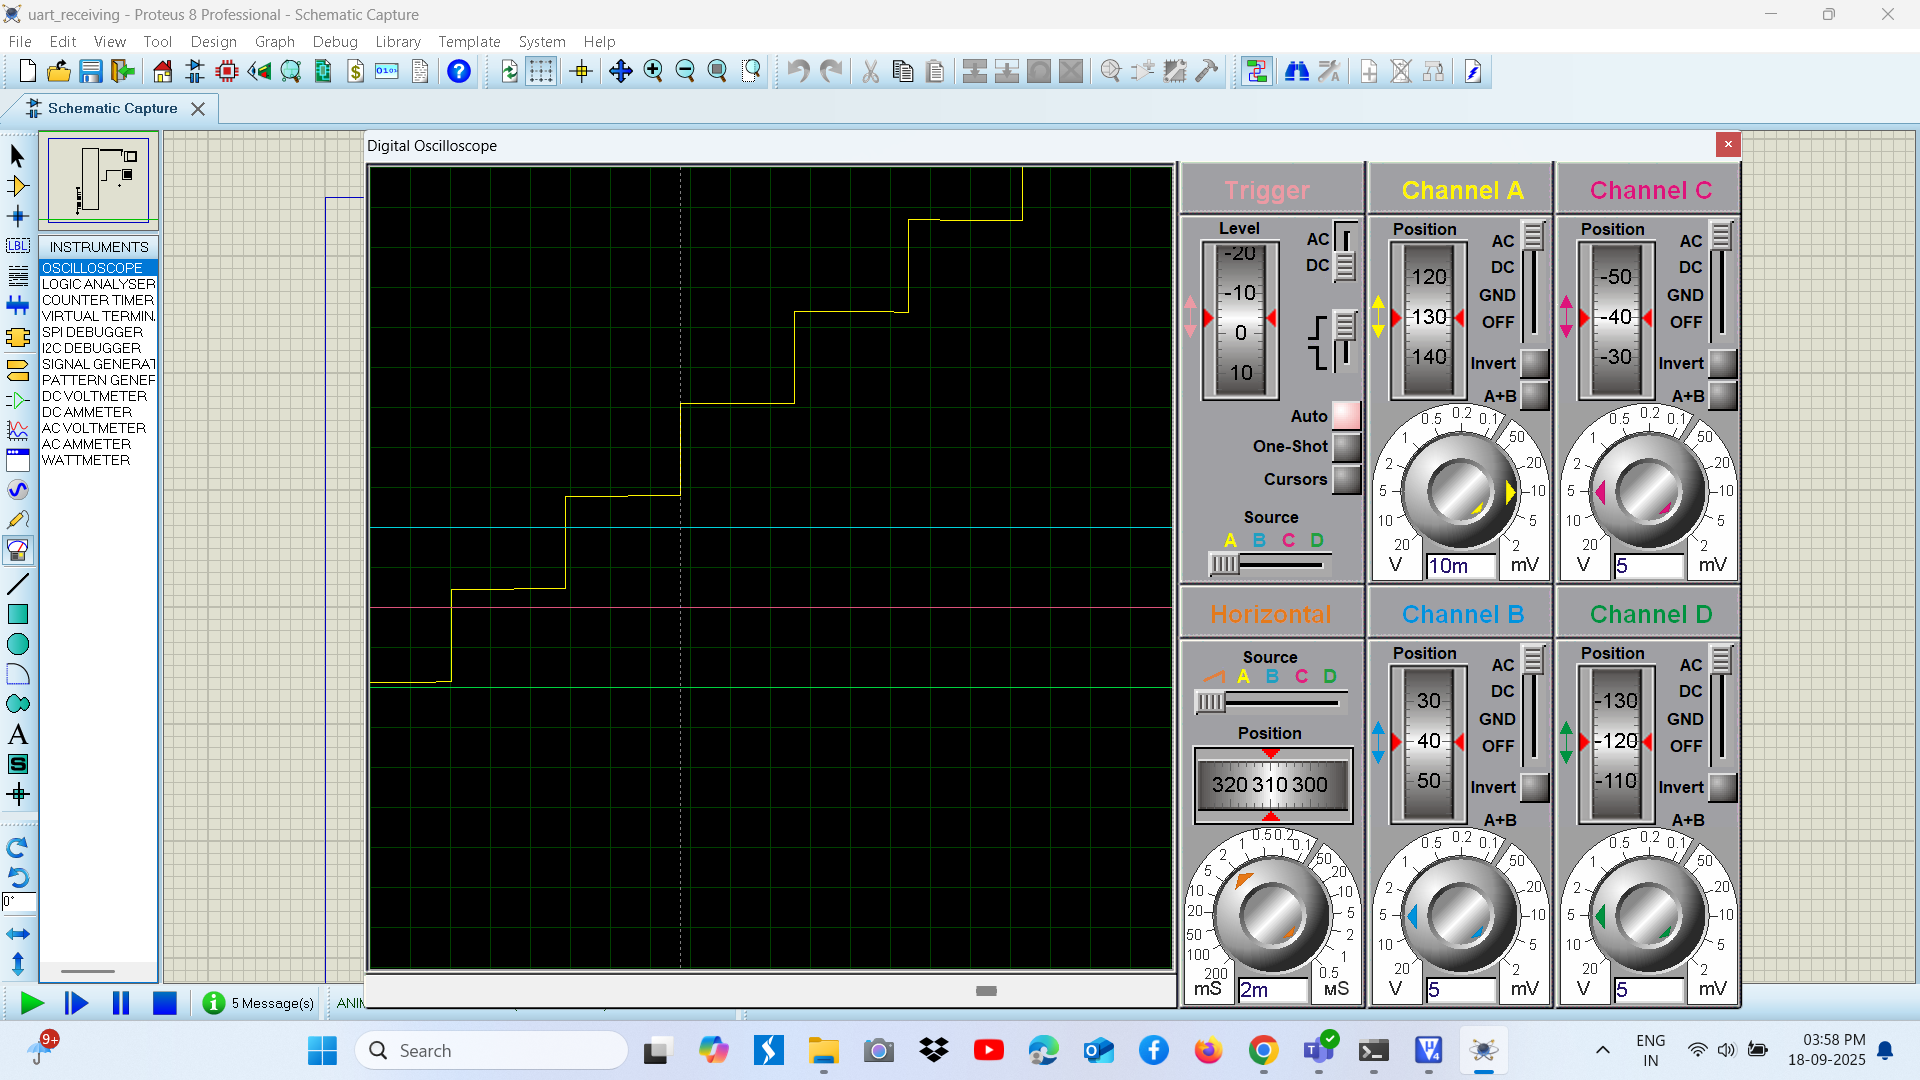 uart_receiving - Proteus 8 Professional - Schematic Capture
File Edit View Tool Design Graph Debug Library Template System Help
Schematic Capture
Digital Oscilloscope
INSTRUMENTS
OSCILLOSCOPE
LOGIC ANALYSER
COUNTER TIMER
VIRTUAL TERMIN
SPI DEBUGGER
I2C DEBUGGER
SIGNAL GENERAT
PATTERN GENER
DC VOLTMETER
DC AMMETER
AC VOLTMETER
AC AMMETER
WATTMETER
LBL
A
S
0°
Trigger
Level
-20
-10
0
10
AC
DC
Auto
One-Shot
Cursors
Source
A B C D
Channel A
Position
120
130
140
AC
DC
GND
OFF
Invert
A+B
20 10 5 2 1 0.5 0.2 0.1 50 20 10 5 2
V 10m mV
Channel C
Position
-50
-40
-30
AC
DC
GND
OFF
Invert
A+B
20 10 5 2 1 0.5 0.2 0.1 50 20 10 5 2
V 5 mV
Horizontal
Source
A B C D
Position
320 310 300
200 100 50 20 10 5 2 1 0.5 0.2 0.1 50 20 10 5 2 1 0.5
mS 2m µS
Channel B
Position
30
40
50
AC
DC
GND
OFF
Invert
A+B
20 10 5 2 1 0.5 0.2 0.1 50 20 10 5 2
V 5 mV
Channel D
Position
-130
-120
-110
AC
DC
GND
OFF
Invert
A+B
20 10 5 2 1 0.5 0.2 0.1 50 20 10 5 2
V 5 mV
5 Message(s)
ANI
9+
Search
ENG
IN
03:58 PM
18-09-2025